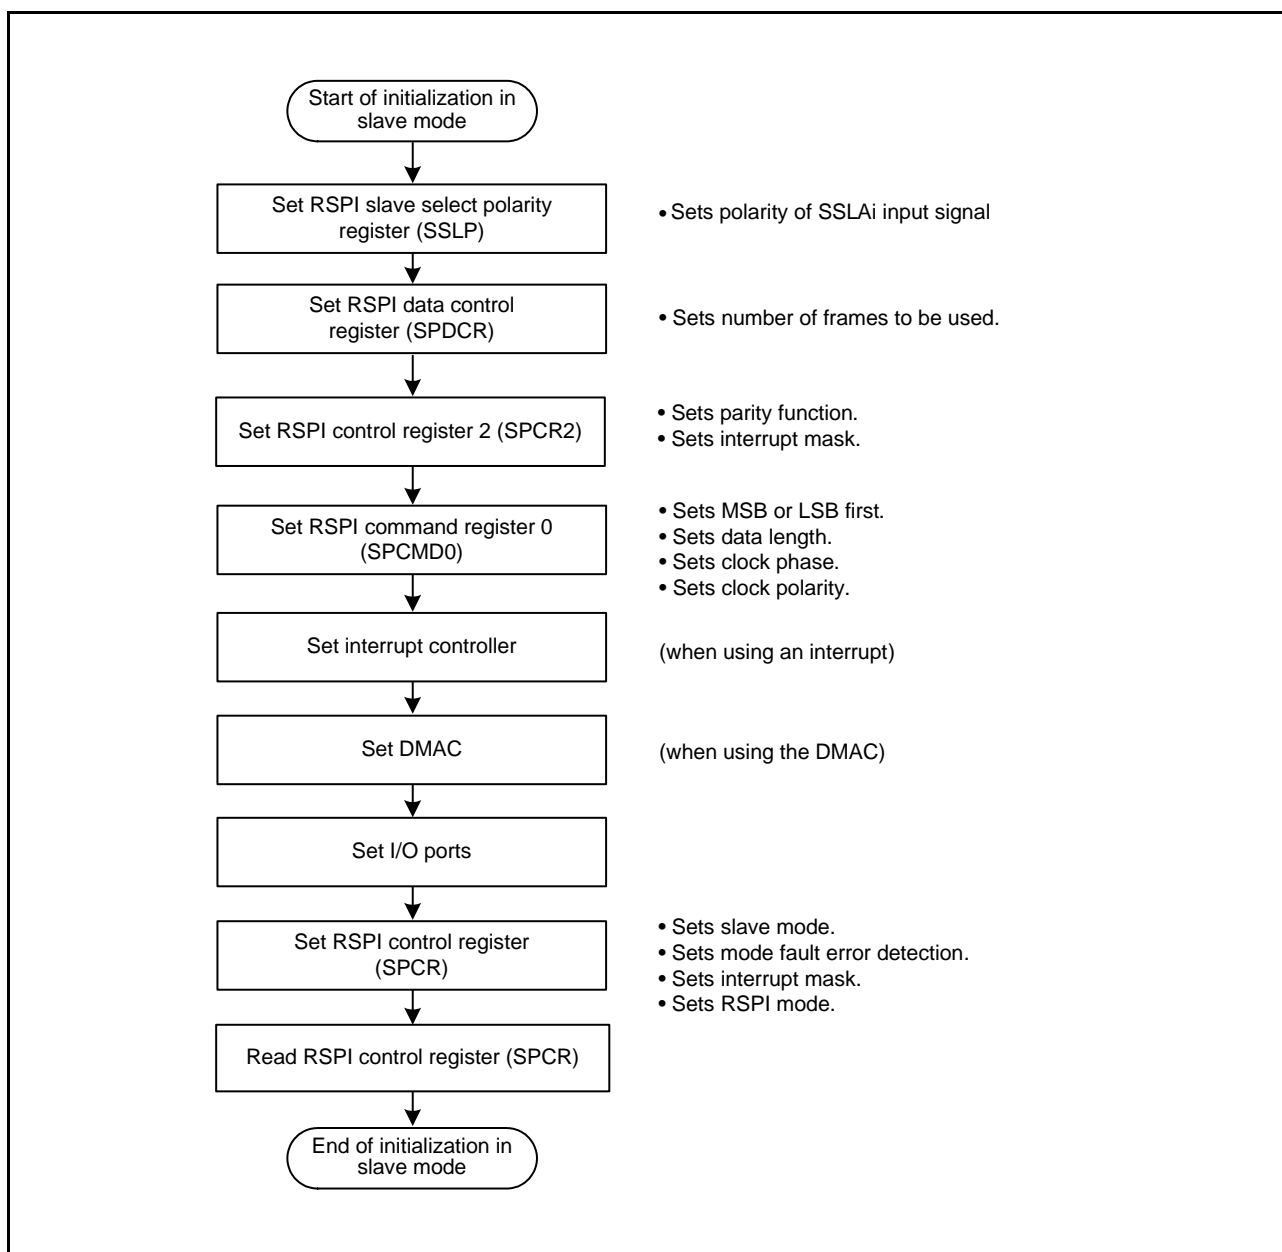 Start of initialization in
slave mode
Set RSPI slave select polarity
register (SSLP)
• Sets polarity of SSLAi input signal
Set RSPI data control
register (SPDCR)
• Sets number of frames to be used.
Set RSPI control register 2 (SPCR2)
• Sets parity function.
• Sets interrupt mask.
Set RSPI command register 0
(SPCMD0)
• Sets MSB or LSB first.
• Sets data length.
• Sets clock phase.
• Sets clock polarity.
Set interrupt controller
(when using an interrupt)
Set DMAC
(when using the DMAC)
Set I/O ports
Set RSPI control register
(SPCR)
• Sets slave mode.
• Sets mode fault error detection.
• Sets interrupt mask.
• Sets RSPI mode.
Read RSPI control register (SPCR)
End of initialization in
slave mode